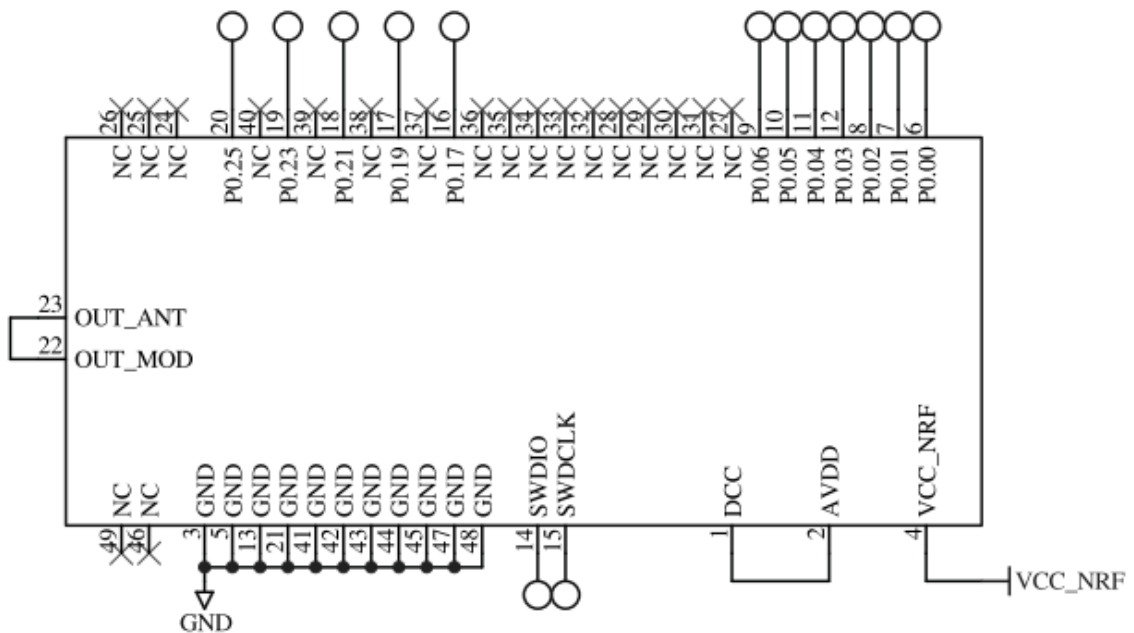 26 25 24 20 40 19 39 18 38 17 37 16 36 35 34 33 32 28 29 30 31 27 9 10 11 12 8 7 6
NC NC NC P0.25 NC P0.23 NC P0.21 NC P0.19 NC P0.17 NC NC NC NC NC NC NC NC NC NC P0.06 P0.05 P0.04 P0.03 P0.02 P0.01 P0.00
23 OUT_ANT
22 OUT_MOD
NC NC GND GND GND GND GND GND GND GND GND GND GND SWDIO SWDCLK DCC AVDD VCC_NRF
49 46 3 5 13 21 41 42 43 44 45 47 48 14 15 1 2 4
VCC_NRF
GND